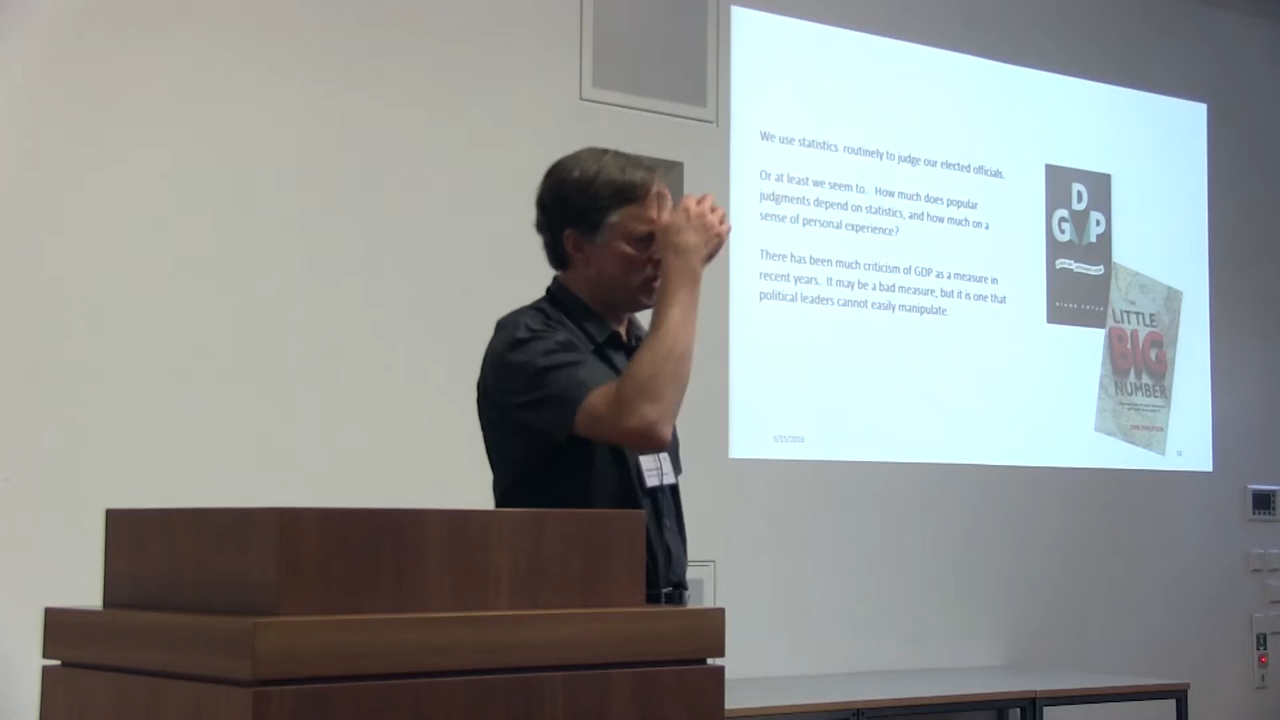 We use statistics routinely to judge our elected officials.
Or at least we seem to. How much does popular
judgments depend on statistics, and how much on a
sense of personal experience?
There has been much criticism of GDP as a measure in
recent years. It may be a bad measure, but it is one that
political leaders cannot easily manipulate.
D
G P
DIANE COYLE
THE
LITTLE
BIG
NUMBER